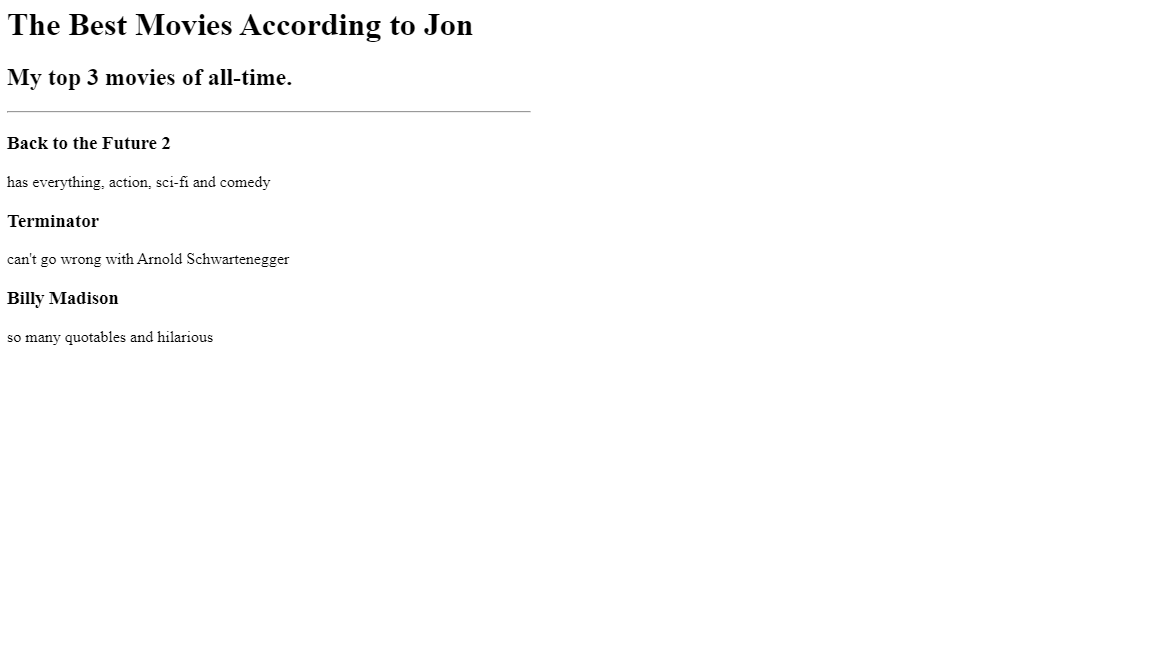 The Best Movies According to Jon
My top 3 movies of all-time.
Back to the Future 2
has everything, action, sci-fi and comedy
Terminator
can't go wrong with Arnold Schwartenegger
Billy Madison
so many quotables and hilarious